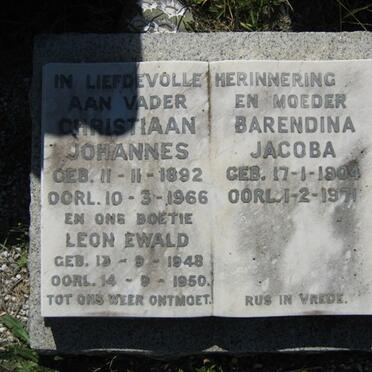 IN LIEFDEVOLLE HERINNERING
AAN VADER
CHRISTIAAN
JOHANNES
GEB. 11-11-1892
OORL. 10-3-1966
EN ONS BOETIE
LEON EWALD
GEB. 13-9-1948
OORL. 14-9-1950.
TOT ONS WEER ONTMOET.
EN MOEDER
BARENDINA
JACOBA
GEB. 17-1-1904
OORL. 1-2-1971
RUS IN VREDE.